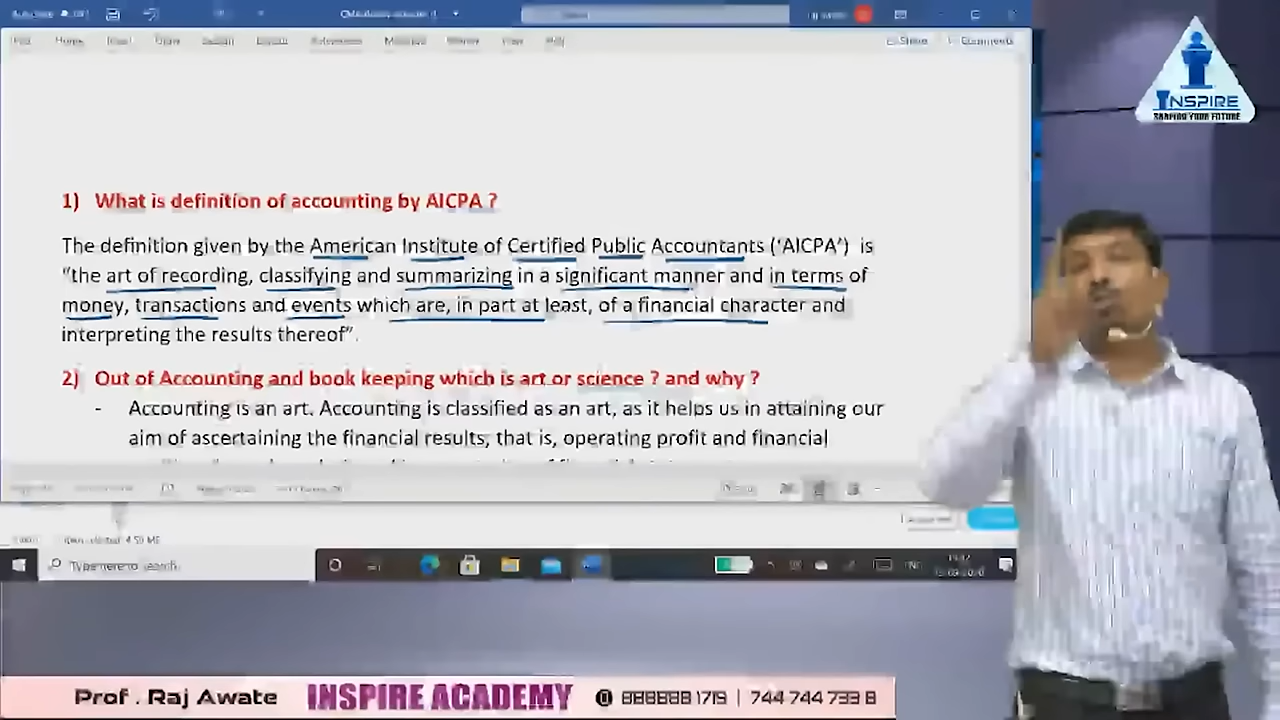 Share
Comments
INSPIRE
SHAPING YOUR FUTURE
1) What is definition of accounting by AICPA ?
The definition given by the American Institute of Certified Public Accountants ('AICPA') is
"the art of recording, classifying and summarizing in a significant manner and in terms of
money, transactions and events which are, in part at least, of a financial character and
interpreting the results thereof".
2) Out of Accounting and book keeping which is art or science ? and why ?
- Accounting is an art. Accounting is classified as an art, as it helps us in attaining our
aim of ascertaining the financial results, that is, operating profit and financial
Type here to search
Prof . Raj Awate INSPIRE ACADEMY 888888 1719 | 744 744 733 8